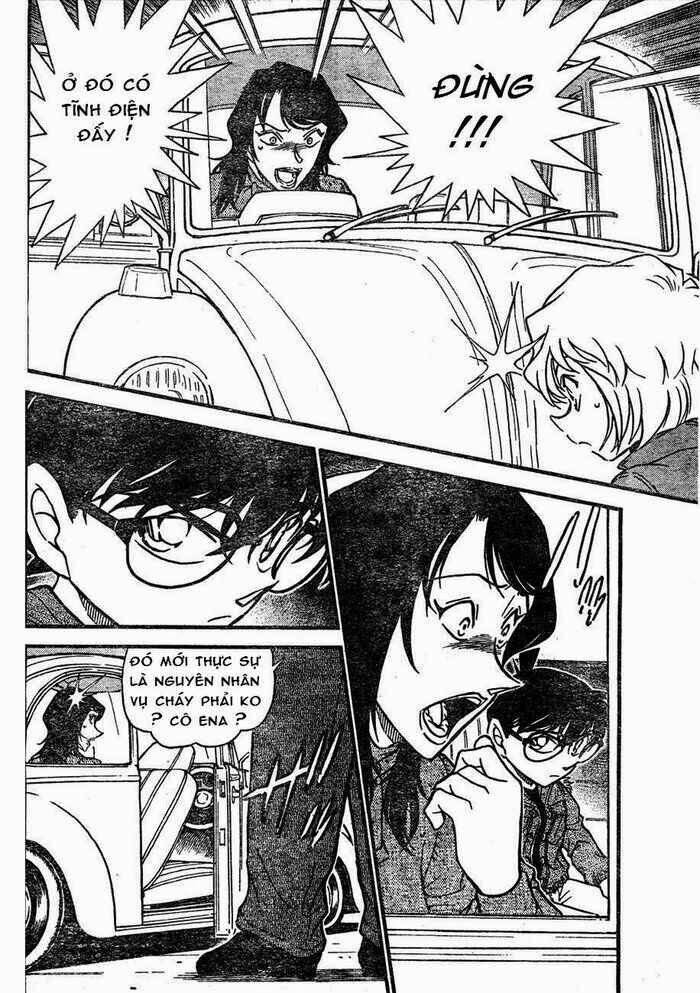 Ở ĐÓ CÓ
TĨNH ĐIỆN
ĐẤY !
ĐỪNG
!!!
ĐÓ MỚI THỰC SỰ
LÀ NGUYÊN NHÂN
VỤ CHÁY PHẢI KO
? CÔ ENA ?